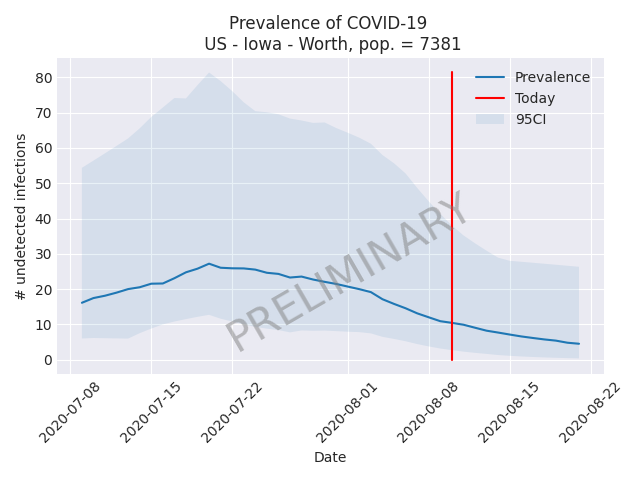 Prevalence of COVID-19
US - Iowa - Worth, pop. = 7381
Prevalence
Today
95CI
# undetected infections
80
70
60
50
40
30
20
10
0
PRELIMINARY
2020-07-08
2020-07-15
2020-07-22
2020-08-01
2020-08-08
2020-08-15
2020-08-22
Date